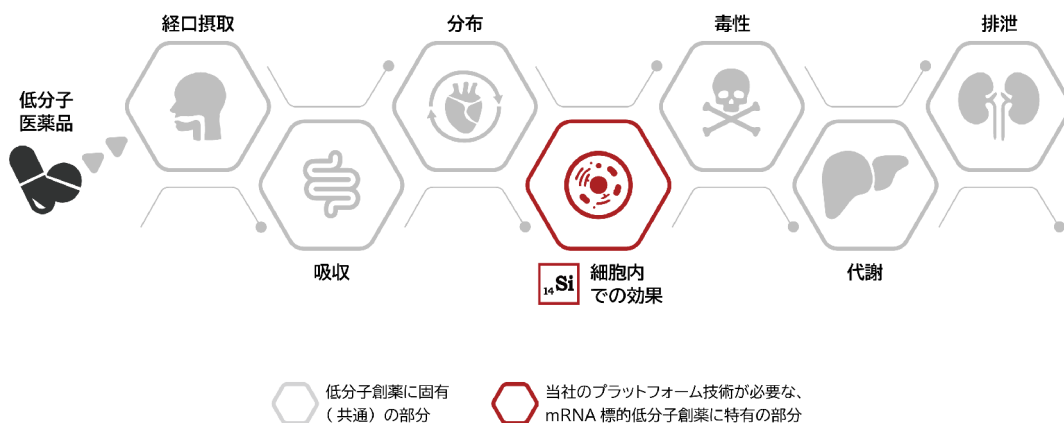 経口摂取
分布
毒性
排泄
低分子
医薬品
吸収
14Si
細胞内
での効果
代謝
低分子創薬に固有
(共通)の部分
当社のプラットフォーム技術が必要な、
mRNA 標的低分子創薬に特有の部分